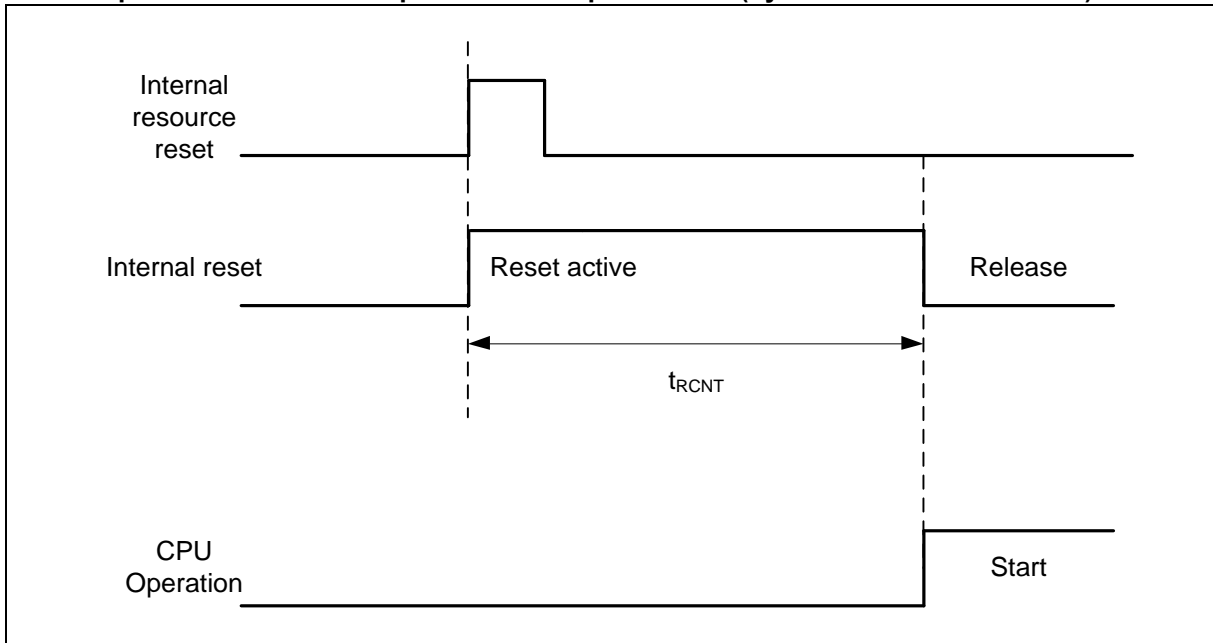 Internal
resource
reset
Internal reset
Reset active
Release
tRCNT
CPU
Operation
Start